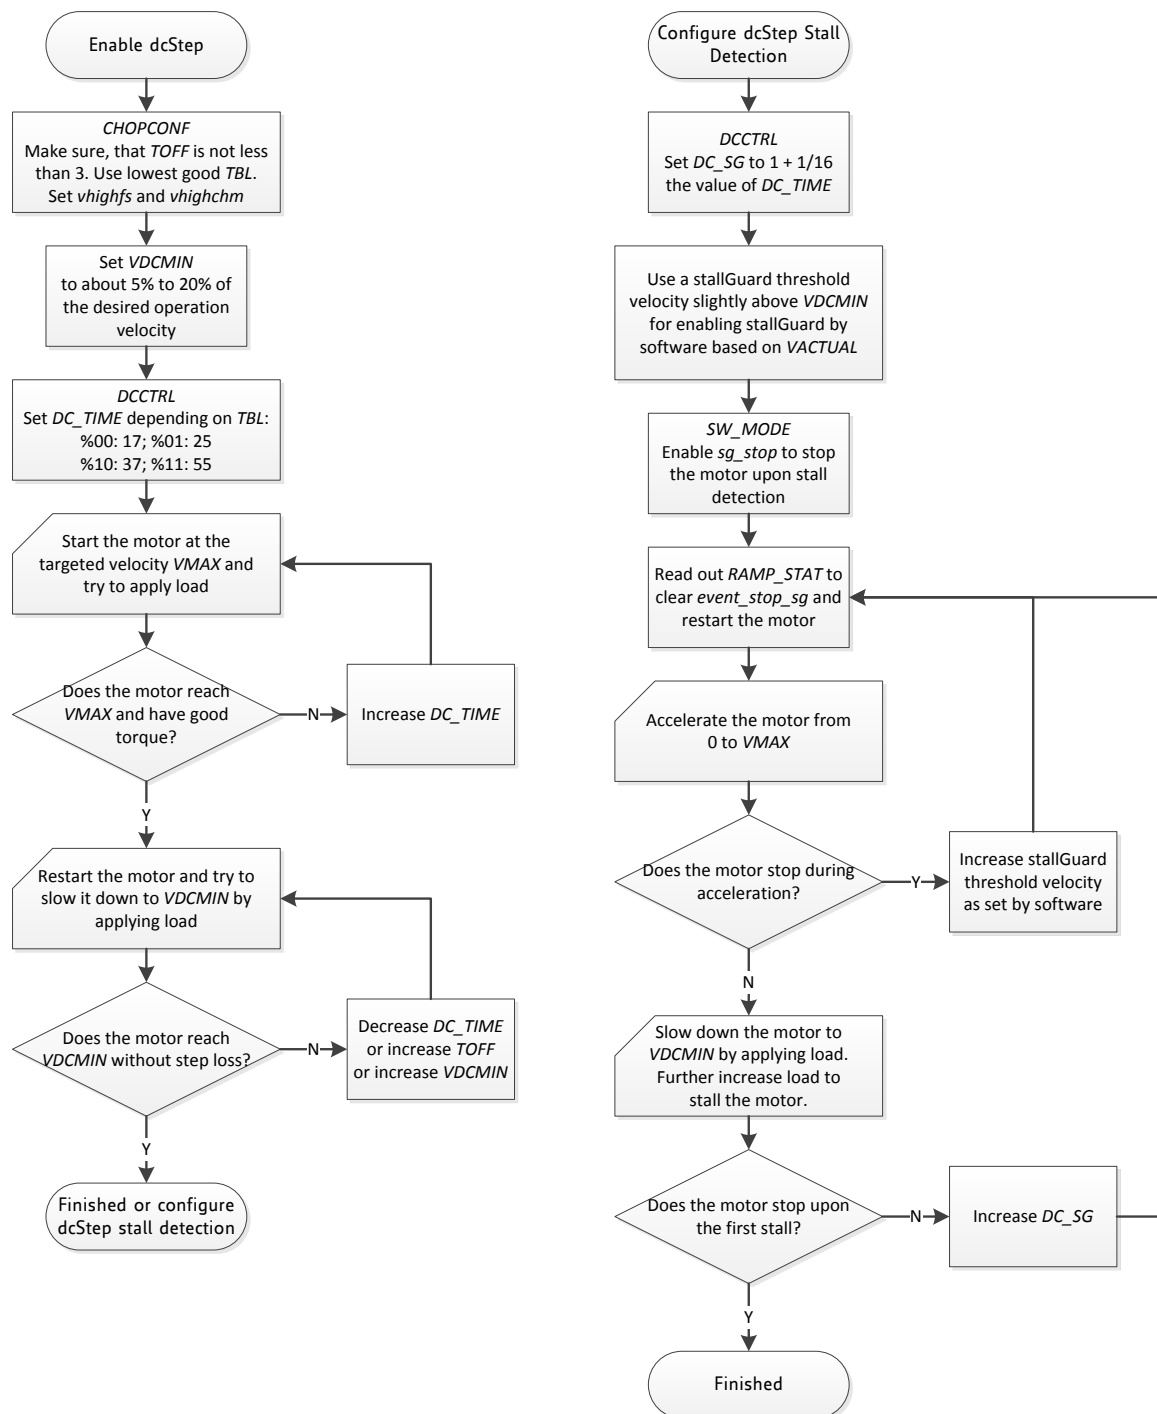 Enable dcStep
CHOPCONF
Make sure, that TOFF is not less
than 3. Use lowest good TBL.
Set vhighfs and vhighchm
Set VDCMIN
to about 5% to 20% of
the desired operation
velocity
DCCTRL
Set DC_TIME depending on TBL:
%00: 17; %01: 25
%10: 37; %11: 55
Start the motor at the
targeted velocity VMAX and
try to apply load
Does the motor reach
VMAX and have good
torque?
N
Increase DC_TIME
Y
Restart the motor and try to
slow it down to VDCMIN by
applying load
Does the motor reach
VDCMIN without step loss?
N
Decrease DC_TIME
or increase TOFF
or increase VDCMIN
Y
Finished or configure
dcStep stall detection
Configure dcStep Stall
Detection
DCCTRL
Set DC_SG to 1 + 1/16
the value of DC_TIME
Use a stallGuard threshold
velocity slightly above VDCMIN
for enabling stallGuard by
software based on VACTUAL
SW_MODE
Enable sg_stop to stop
the motor upon stall
detection
Read out RAMP_STAT to
clear event_stop_sg and
restart the motor
Accelerate the motor from
0 to VMAX
Does the motor stop during
acceleration?
Y
Increase stallGuard
threshold velocity
as set by software
N
Slow down the motor to
VDCMIN by applying load.
Further increase load to
stall the motor.
Does the motor stop upon
the first stall?
N
Increase DC_SG
Y
Finished